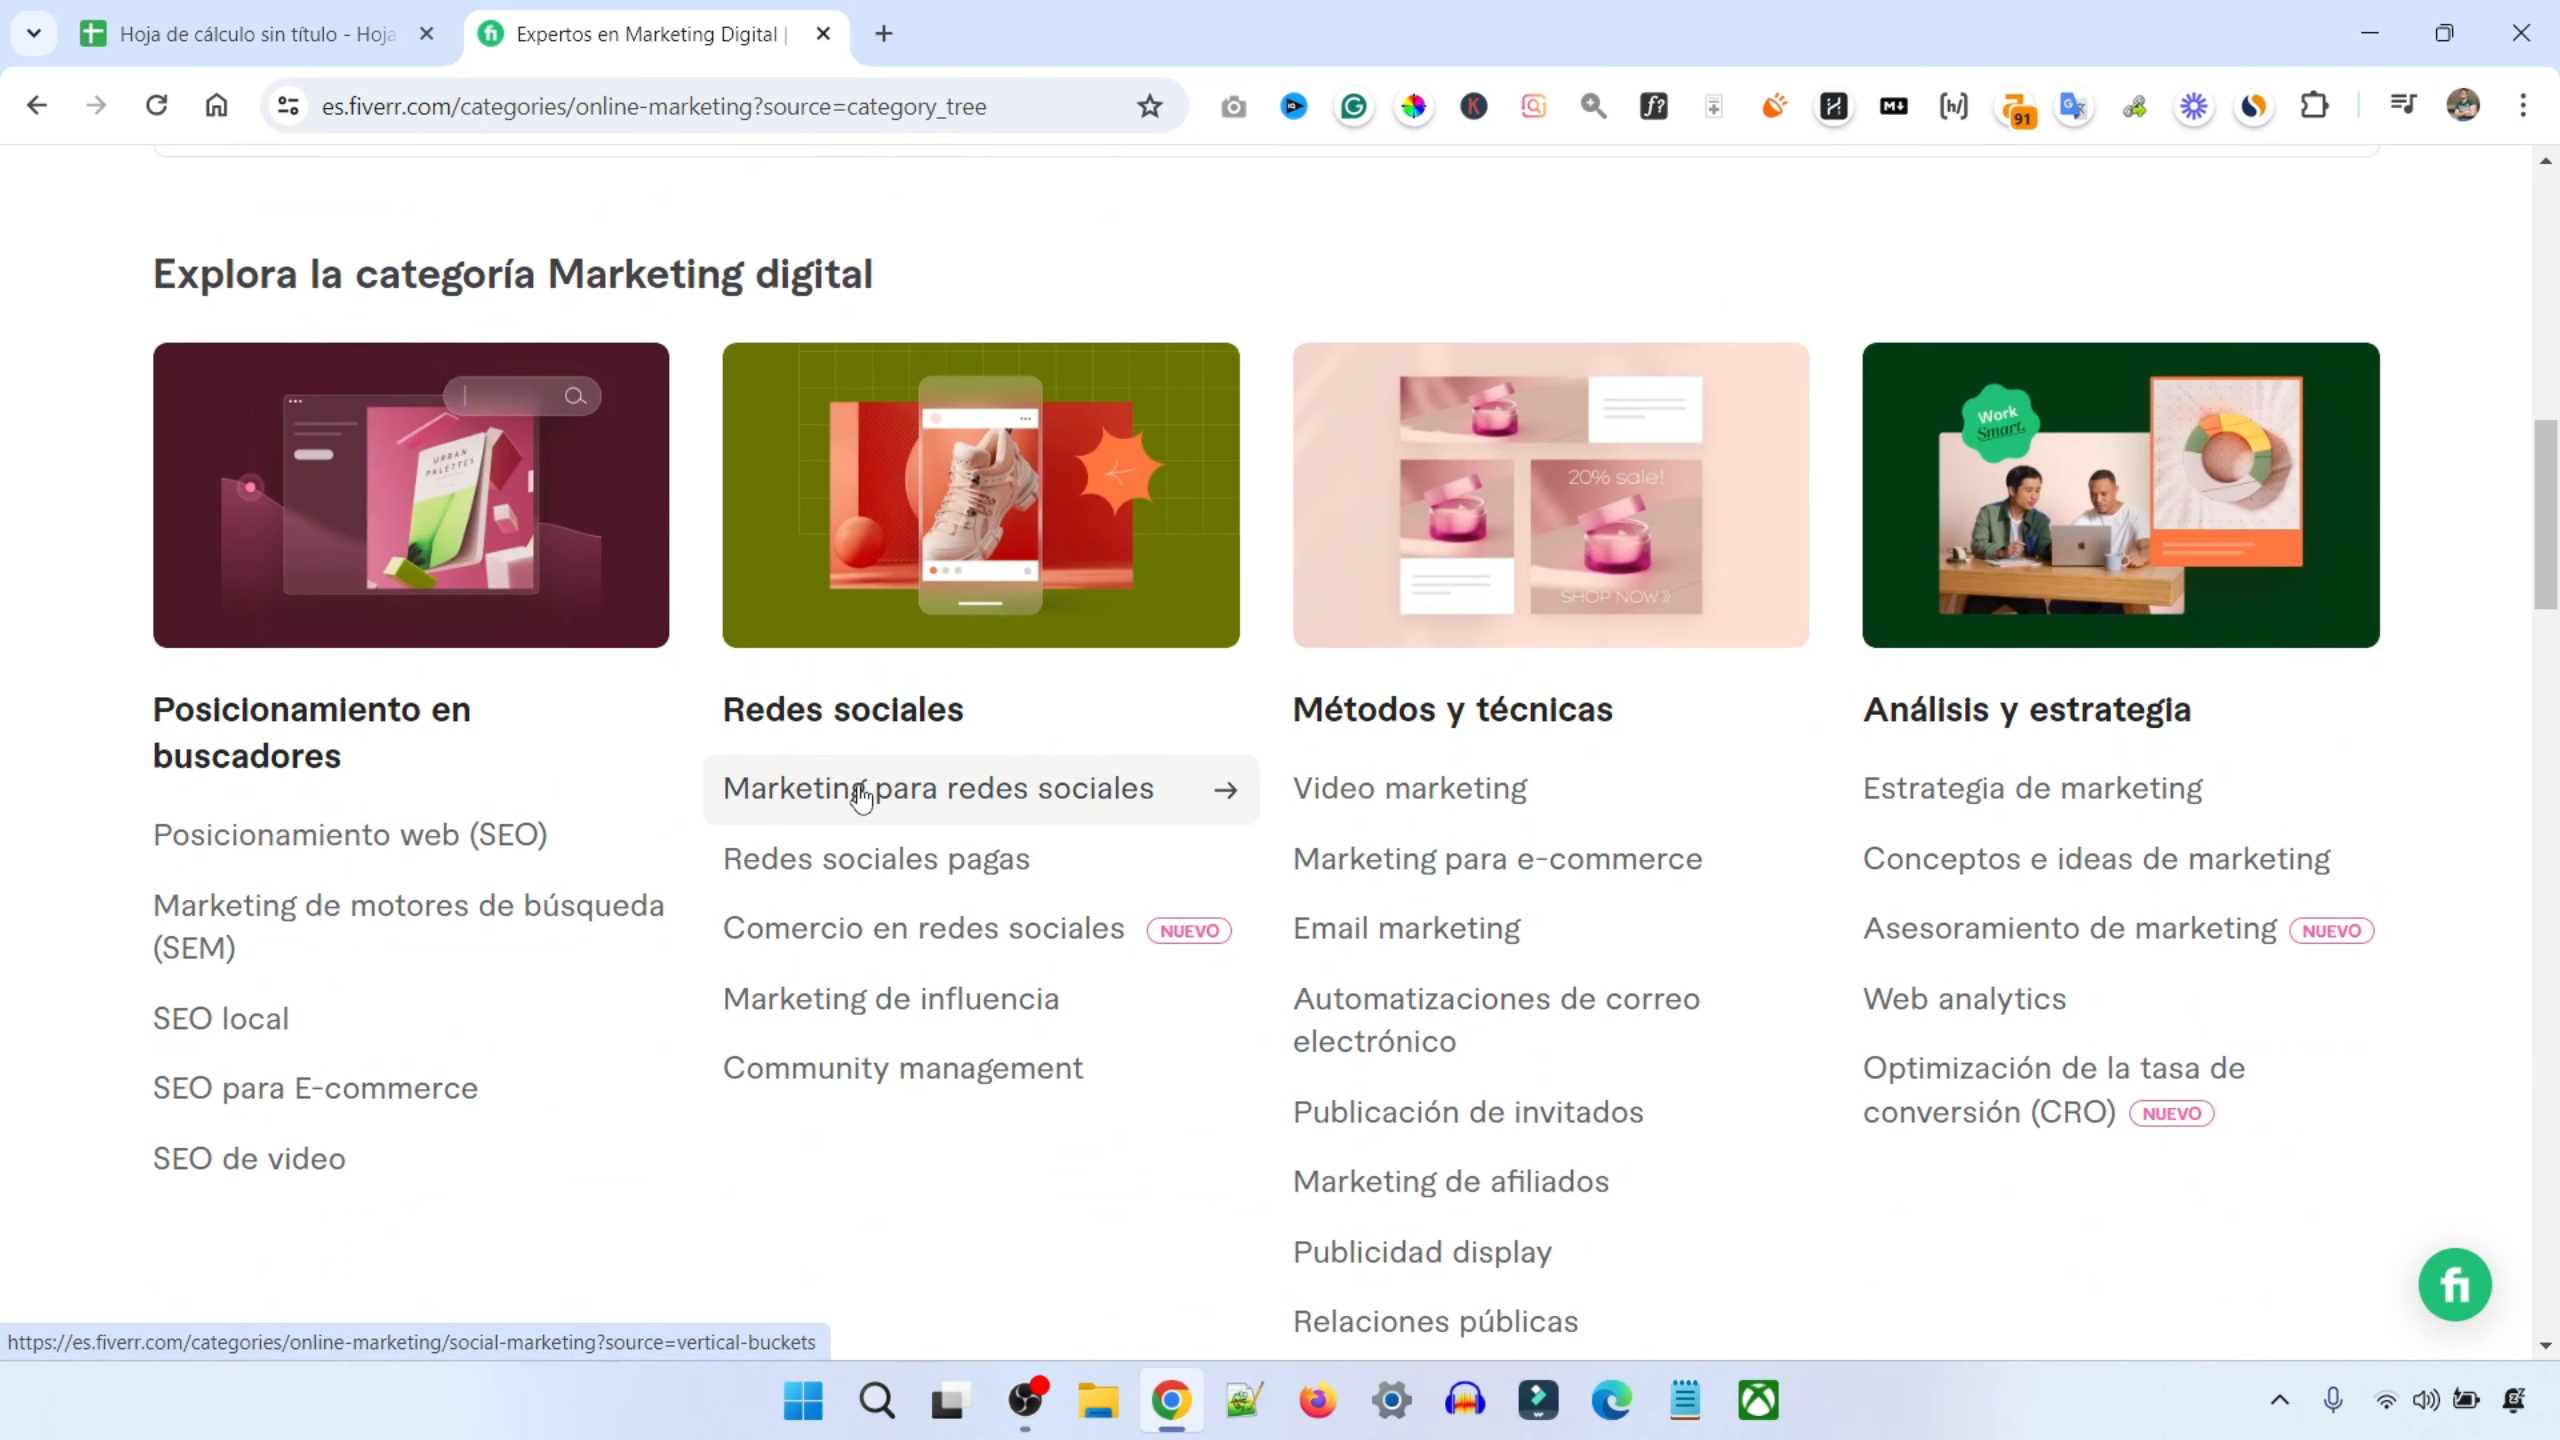 Hoja de cálculo sin título - Hoja
Expertos en Marketing Digital |
es.fiverr.com/categories/online-marketing?source=category_tree
91
Explora la categoría Marketing digital
URBAN
PALETTES
20% sale!
SHOP NOW »
Work
Smart.
Posicionamiento en
buscadores
Posicionamiento web (SEO)
Marketing de motores de búsqueda
(SEM)
SEO local
SEO para E-commerce
SEO de video
Redes sociales
Marketing para redes sociales
Redes sociales pagas
Comercio en redes sociales NUEVO
Marketing de influencia
Community management
Métodos y técnicas
Video marketing
Marketing para e-commerce
Email marketing
Automatizaciones de correo
electrónico
Publicación de invitados
Marketing de afiliados
Publicidad display
Relaciones públicas
Análisis y estrategia
Estrategia de marketing
Conceptos e ideas de marketing
Asesoramiento de marketing NUEVO
Web analytics
Optimización de la tasa de
conversión (CRO) NUEVO
fi
https://es.fiverr.com/categories/online-marketing/social-marketing?source=vertical-buckets